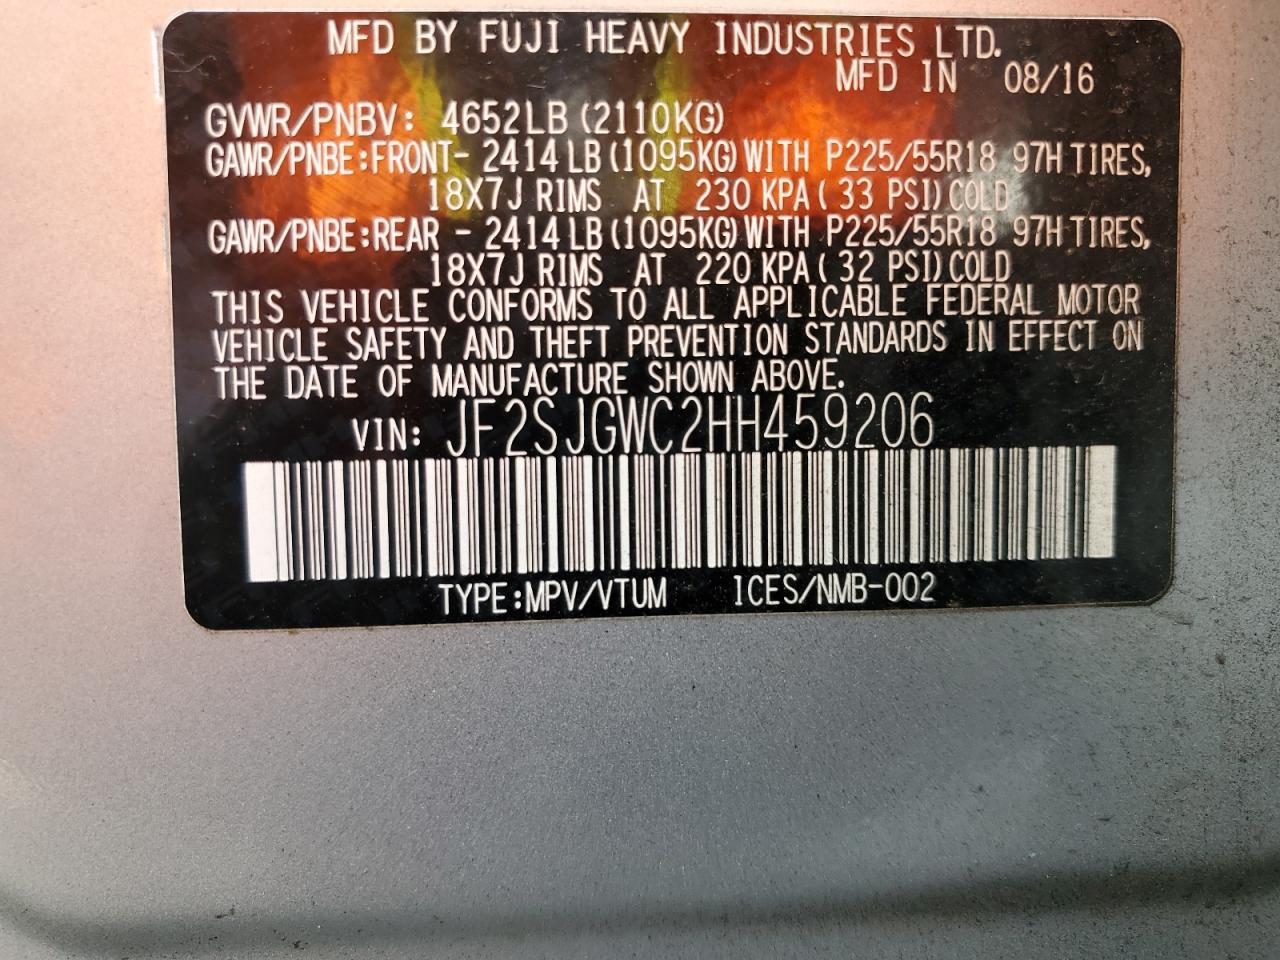 MFD BY FUJI HEAVY INDUSTRIES LTD.
MFD IN 08/16
GVWR/PNBV: 4652LB (2110KG)
GAWR/PNBE:FRONT- 2414LB (1095KG) WITH P225/55R18 97H TIRES,
18X7J RIMS AT 230 KPA ( 33 PSI) COLD
GAWR/PNBE:REAR - 2414LB (1095KG) WITH P225/55R18 97H TIRES,
18X7J RIMS AT 220 KPA ( 32 PSI) COLD
THIS VEHICLE CONFORMS TO ALL APPLICABLE FEDERAL MOTOR
VEHICLE SAFETY AND THEFT PREVENTION STANDARDS IN EFFECT ON
THE DATE OF MANUFACTURE SHOWN ABOVE.
VIN: JF2SJGWC2HH459206
TYPE:MPV/VTUM ICES/NMB-002